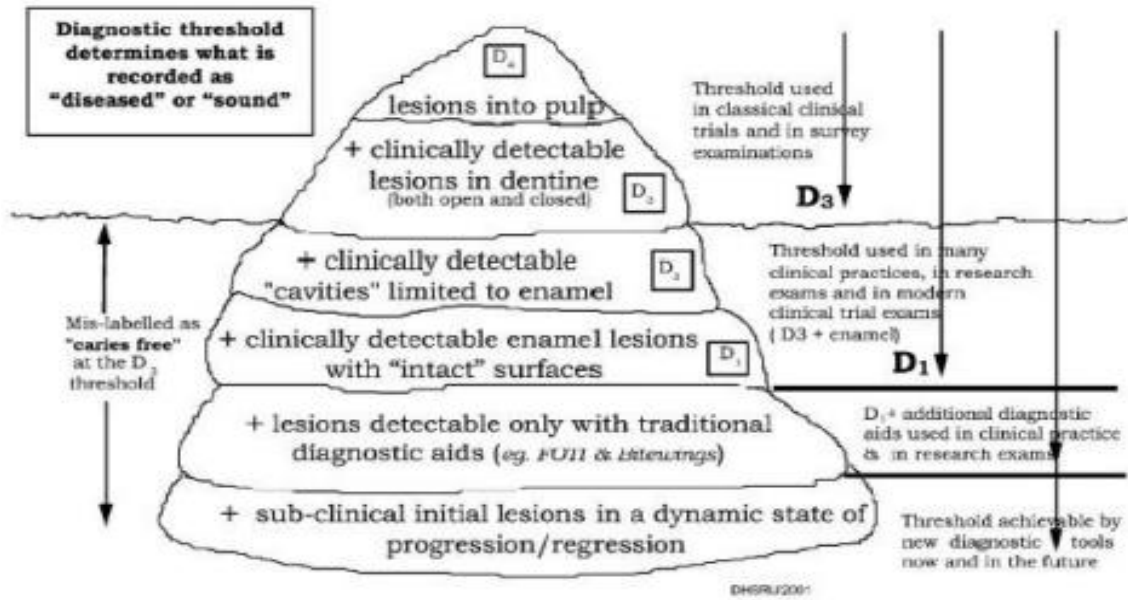 Diagnostic threshold
determines what is
recorded as
"diseased" or "sound"
D₄
lesions into pulp
+ clinically detectable
lesions in dentine
(both open and closed)
D₃
+ clinically detectable
"cavities" limited to enamel
D₂
+ clinically detectable enamel lesions
with "intact" surfaces
D₁
+ lesions detectable only with traditional
diagnostic aids (eg. FOTI & Bitewings)
+ sub-clinical initial lesions in a dynamic state of
progression/regression
Mis-labelled as
"caries free"
at the D₃
threshold
Threshold used
in classical clinical
trials and in survey
examinations
D3
Threshold used in many
clinical practices, in research
exams and in modern
clinical trial exams
( D3 + enamel)
D1
D₁+ additional diagnostic
aids used in clinical practice
& in research exams
Threshold achievable by
new diagnostic tools
now and in the future
DHSRU/2001